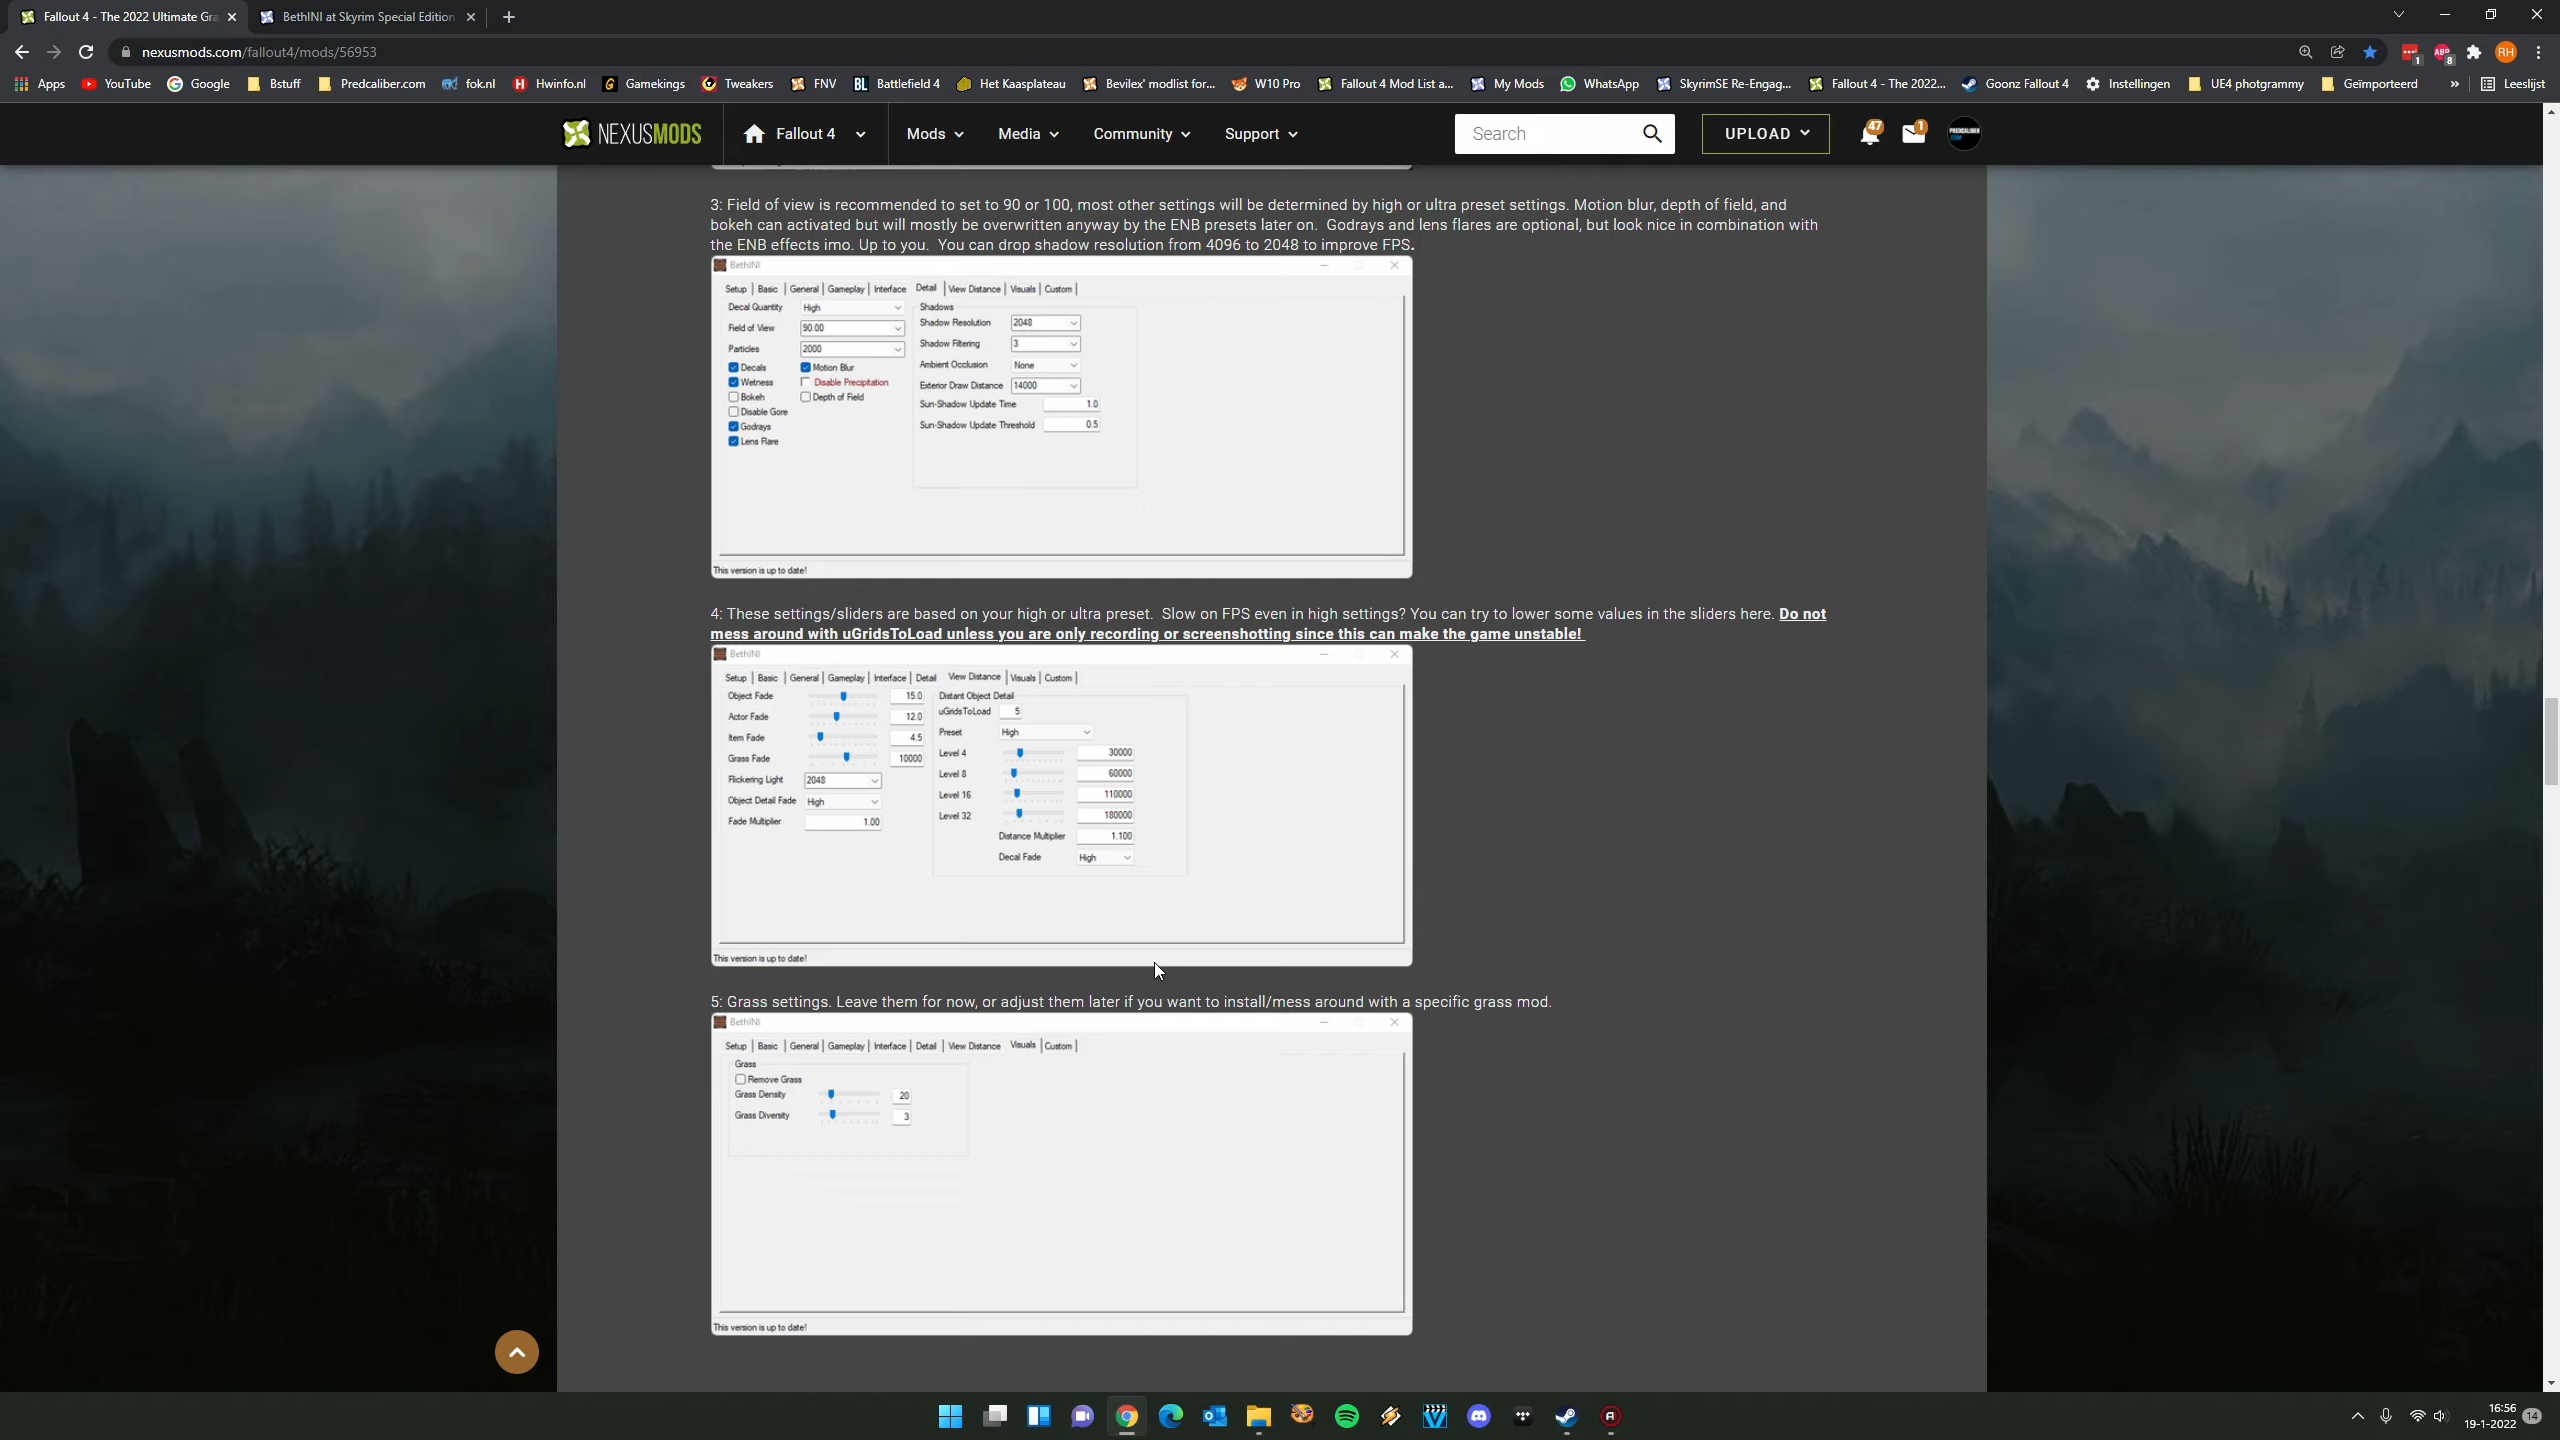 Fallout 4 - The 2022 Ultimate Gra
BethINI at Skyrim Special Edition
nexusmods.com/fallout4/mods/56953
1
ABP
8
RH
Apps
YouTube
Google
Bstuff
Predcaliber.com
fok.nl
Hwinfo.nl
Gamekings
Tweakers
FNV
BL
Battlefield 4
Het Kaasplateau
Bevilex' modlist for...
W10 Pro
Fallout 4 Mod List a...
My Mods
WhatsApp
SkyrimSE Re-Engag...
Fallout 4 - The 2022...
Goonz Fallout 4
Instellingen
UE4 photgrammy
Geïmporteerd
»
Leeslijst
NEXUSMODS
Fallout 4
Mods
Media
Community
Support
Search
UPLOAD
47
1
3: Field of view is recommended to set to 90 or 100, most other settings will be determined by high or ultra preset settings. Motion blur, depth of field, and
bokeh can activated but will mostly be overwritten anyway by the ENB presets later on. Godrays and lens flares are optional, but look nice in combination with
the ENB effects imo. Up to you. You can drop shadow resolution from 4096 to 2048 to improve FPS.
BethINI
Setup Basic General Gameplay Interface Detail View Distance Visuals Custom
Decal Quantity High
Field of View 90.00
Particles 2000
Decals Motion Blur
Wetness Disable Precipitation
Bokeh Depth of Field
Disable Gore
Godrays
Lens Flare
Shadows
Shadow Resolution 2048
Shadow Filtering 3
Ambient Occlusion None
Exterior Draw Distance 14000
Sun-Shadow Update Time 1.0
Sun-Shadow Update Threshold 0.5
This version is up to date!
4: These settings/sliders are based on your high or ultra preset. Slow on FPS even in high settings? You can try to lower some values in the sliders here. Do not
mess around with uGridsToLoad unless you are only recording or screenshotting since this can make the game unstable!
BethINI
Setup Basic General Gameplay Interface Detail View Distance Visuals Custom
Object Fade 15.0
Actor Fade 12.0
Item Fade 4.5
Grass Fade 10000
Flickering Light 2048
Object Detail Fade High
Fade Multiplier 1.00
Distant Object Detail
uGridsToLoad 5
Preset High
Level 4 30000
Level 8 60000
Level 16 110000
Level 32 180000
Distance Multiplier 1.100
Decal Fade High
This version is up to date!
5: Grass settings. Leave them for now, or adjust them later if you want to install/mess around with a specific grass mod.
BethINI
Setup Basic General Gameplay Interface Detail View Distance Visuals Custom
Grass
Remove Grass
Grass Density 20
Grass Diversity 3
This version is up to date!
16:56
19-1-2022
14